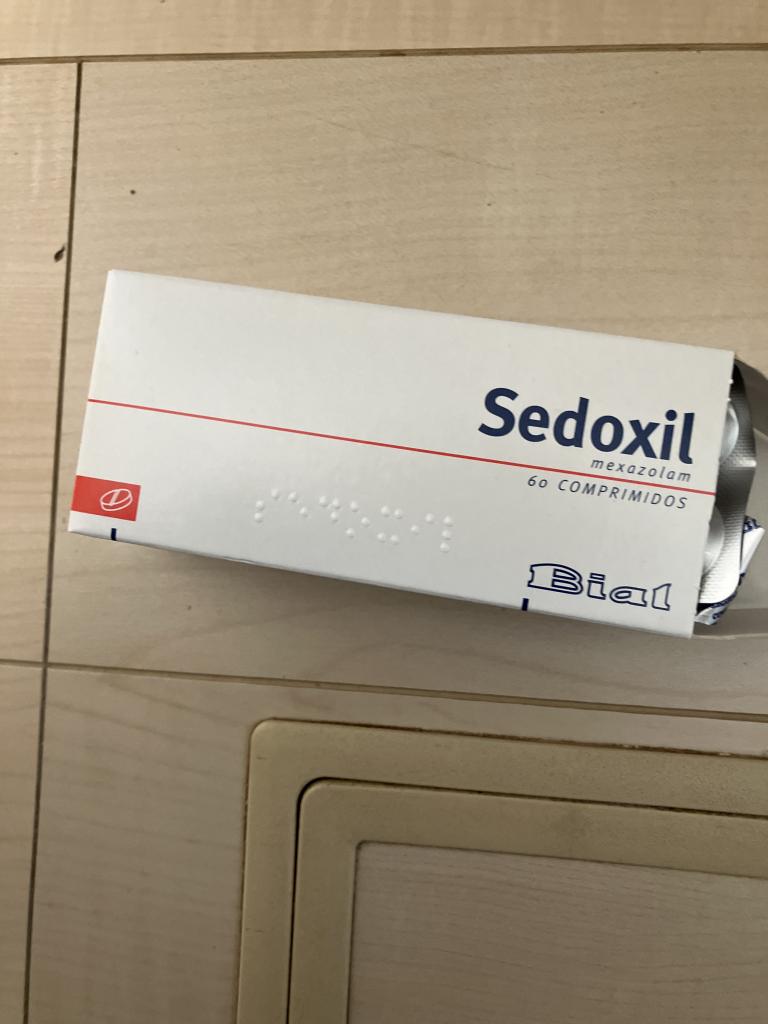 Sedoxil
mexazolam
60 COMPRIMIDOS
Bial